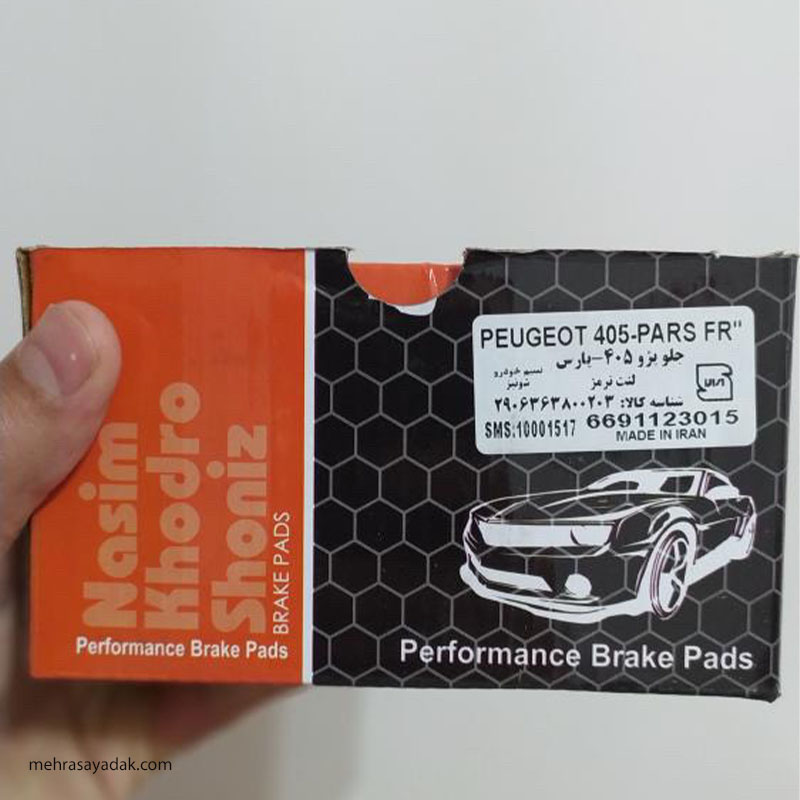 Nasim
Khodro
Shoniz
BRAKE PADS
Performance Brake Pads
PEUGEOT 405-PARS FR"
جلو پژو ۴۰۵-پارس
لنت ترمز نسیم خودرو شونیز
شناسه کالا: ۲۹۰۶۳۶۳۸۰۰۲۰۳
SMS:10001517 6691123015
MADE IN IRAN
Performance Brake Pads
mehrasayadak.com